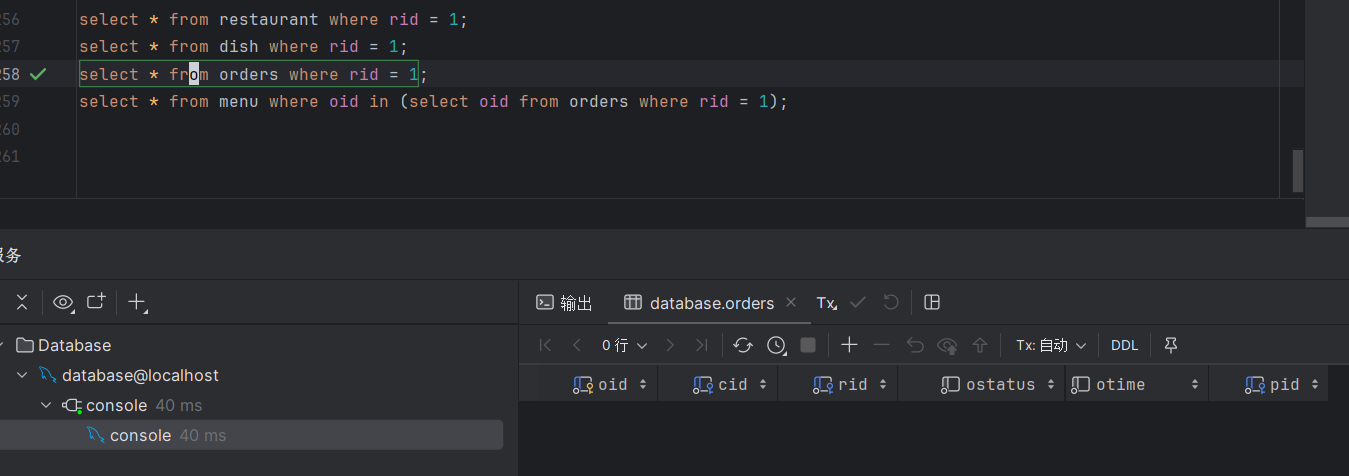 256 select * from restaurant where rid = 1;
257 select * from dish where rid = 1;
258 select * from orders where rid = 1;
259 select * from menu where oid in (select oid from orders where rid = 1);
260
261
服务
输出 database.orders Tx
0 行 Tx: 自动 DDL
Database
database@localhost
console 40 ms
console 40 ms
oid cid rid ostatus otime pid